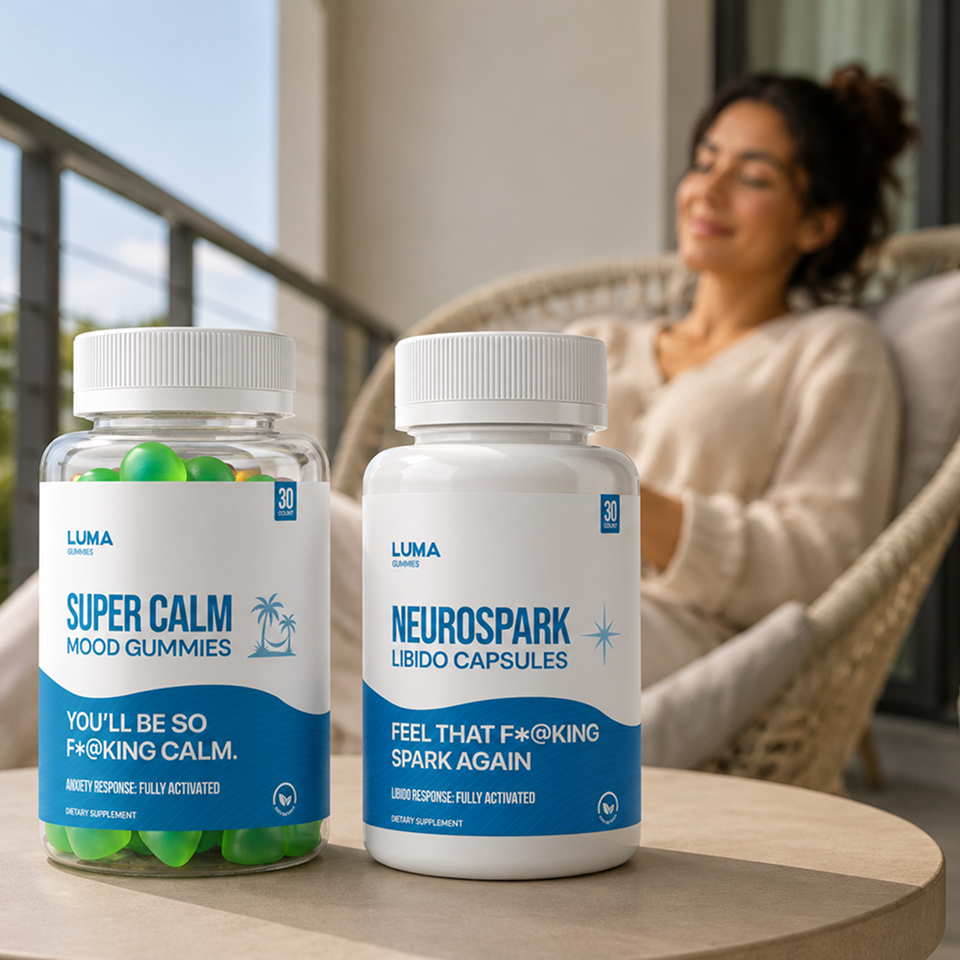 30
COUNT
LUMA
GUMMIES
SUPER CALM
MOOD GUMMIES
YOU'LL BE SO
F*@KING CALM.
ANXIETY RESPONSE: FULLY ACTIVATED
DIETARY SUPPLEMENT
30
COUNT
LUMA
GUMMIES
NEUROSPARK
LIBIDO CAPSULES
FEEL THAT F*@KING
SPARK AGAIN
LIBIDO RESPONSE: FULLY ACTIVATED
DIETARY SUPPLEMENT